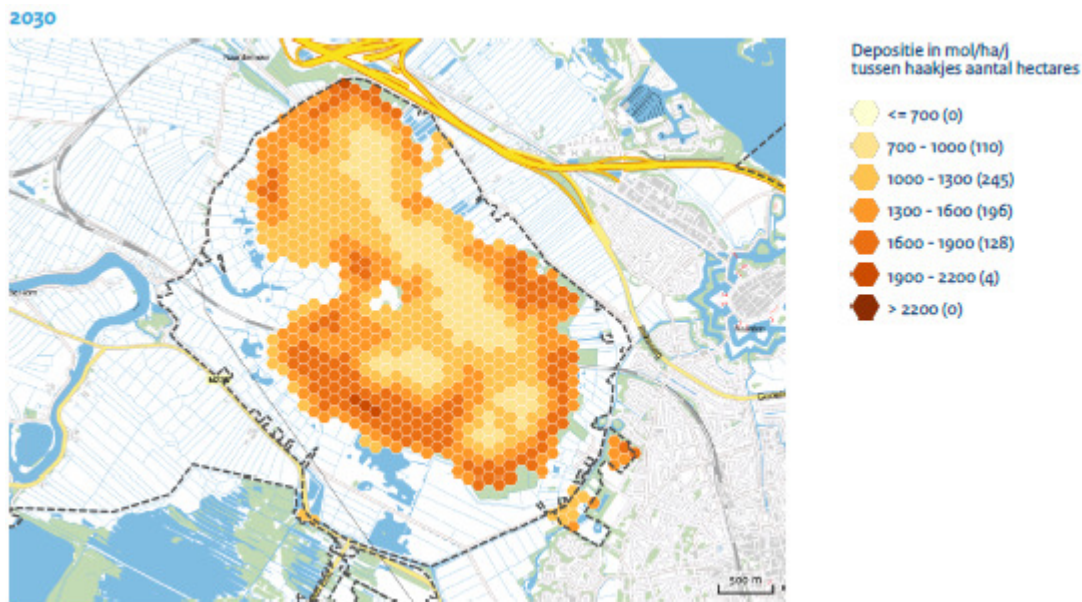 2030
Depositie in mol/ha/j
tussen haakjes aantal hectares
<= 700 (0)
700 - 1000 (110)
1000 - 1300 (245)
1300 - 1600 (196)
1600 - 1900 (128)
1900 - 2200 (4)
> 2200 (0)
500 m